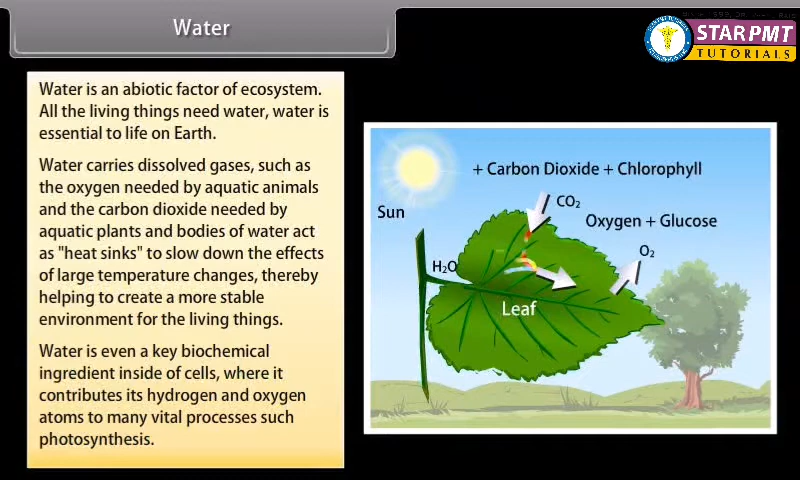 Water
STAR PMT
TUTORIALS
Water is an abiotic factor of ecosystem.
All the living things need water, water is
essential to life on Earth.
Water carries dissolved gases, such as
the oxygen needed by aquatic animals
and the carbon dioxide needed by
aquatic plants and bodies of water act
as "heat sinks" to slow down the effects
of large temperature changes, thereby
helping to create a more stable
environment for the living things.
Water is even a key biochemical
ingredient inside of cells, where it
contributes its hydrogen and oxygen
atoms to many vital processes such
photosynthesis.
+ Carbon Dioxide + Chlorophyll
CO₂
Sun
Oxygen + Glucose
O₂
H₂O
Leaf